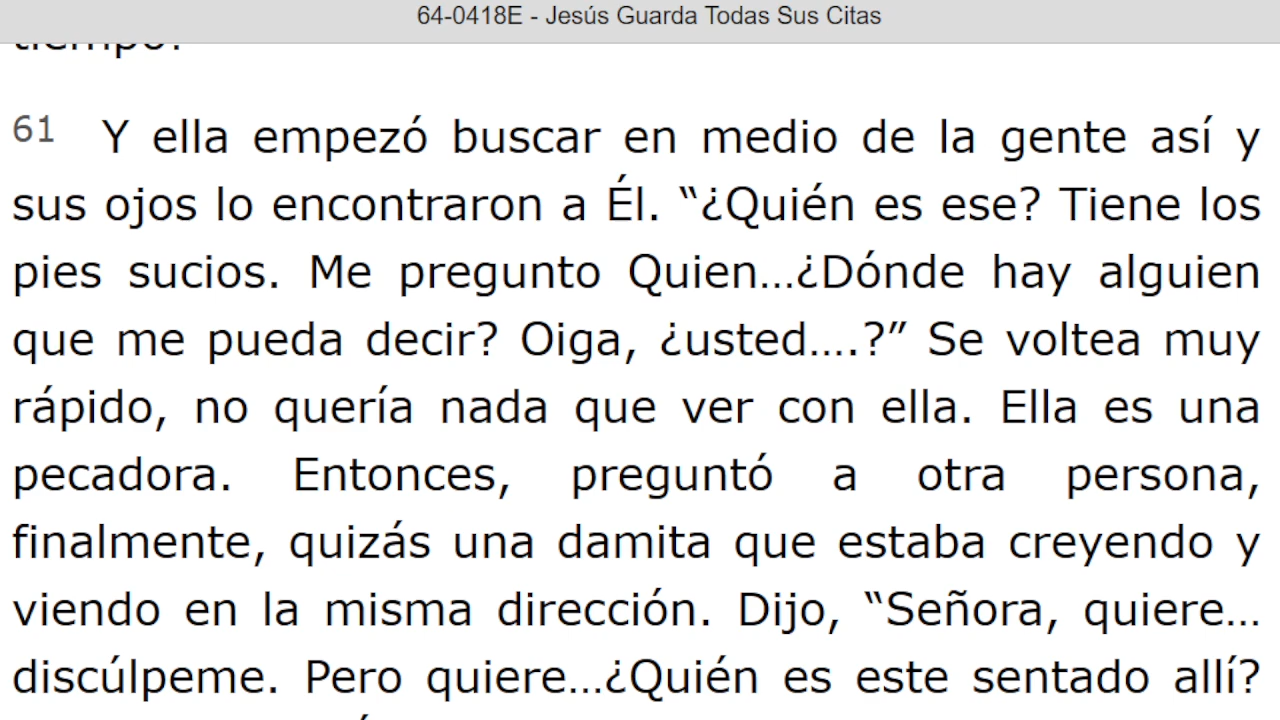 64-0418E - Jesús Guarda Todas Sus Citas
tiempo.
61 Y ella empezó buscar en medio de la gente así y
sus ojos lo encontraron a Él. “¿Quién es ese? Tiene los
pies sucios. Me pregunto Quien...¿Dónde hay alguien
que me pueda decir? Oiga, ¿usted....?” Se voltea muy
rápido, no quería nada que ver con ella. Ella es una
pecadora. Entonces, preguntó a otra persona,
finalmente, quizás una damita que estaba creyendo y
viendo en la misma dirección. Dijo, “Señora, quiere...
discúlpeme. Pero quiere...¿Quién es este sentado allí?